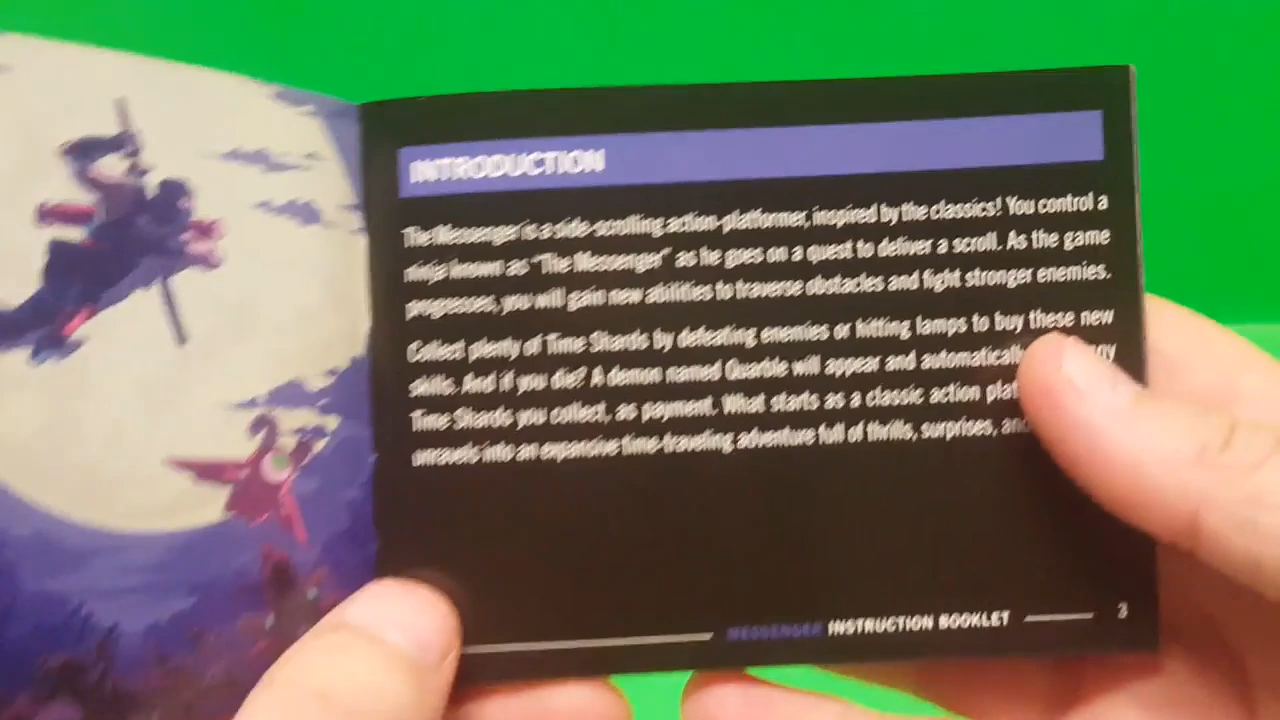 INTRODUCTION
The Messenger is a side-scrolling action-platformer, inspired by the classics! You control a
ninja known as "The Messenger" as he goes on a quest to deliver a scroll. As the game
progresses, you will gain new abilities to traverse obstacles and fight stronger enemies.
Collect plenty of Time Shards by defeating enemies or hitting lamps to buy these new
skills. And if you die? A demon named Quarble will appear and automatically
Time Shards you collect, as payment. What starts as a classic action
unravels into an expansive time-traveling adventure full of thrills, surprises,
MESSENGER INSTRUCTION BOOKLET 3